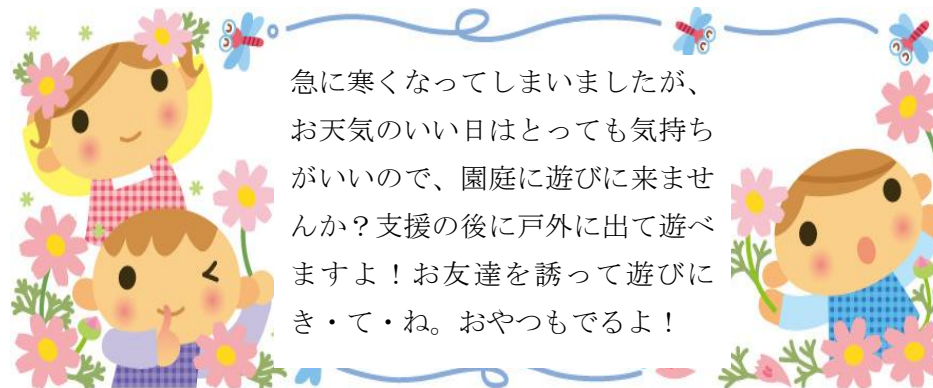 急に寒くなってしまいましたが、
お天気のいい日はとっても気持ち
がいいので、園庭に遊びに来ませ
んか？支援の後に戸外に出て遊べ
ますよ！お友達を誘って遊びに
き・て・ね。おやつもでるよ！